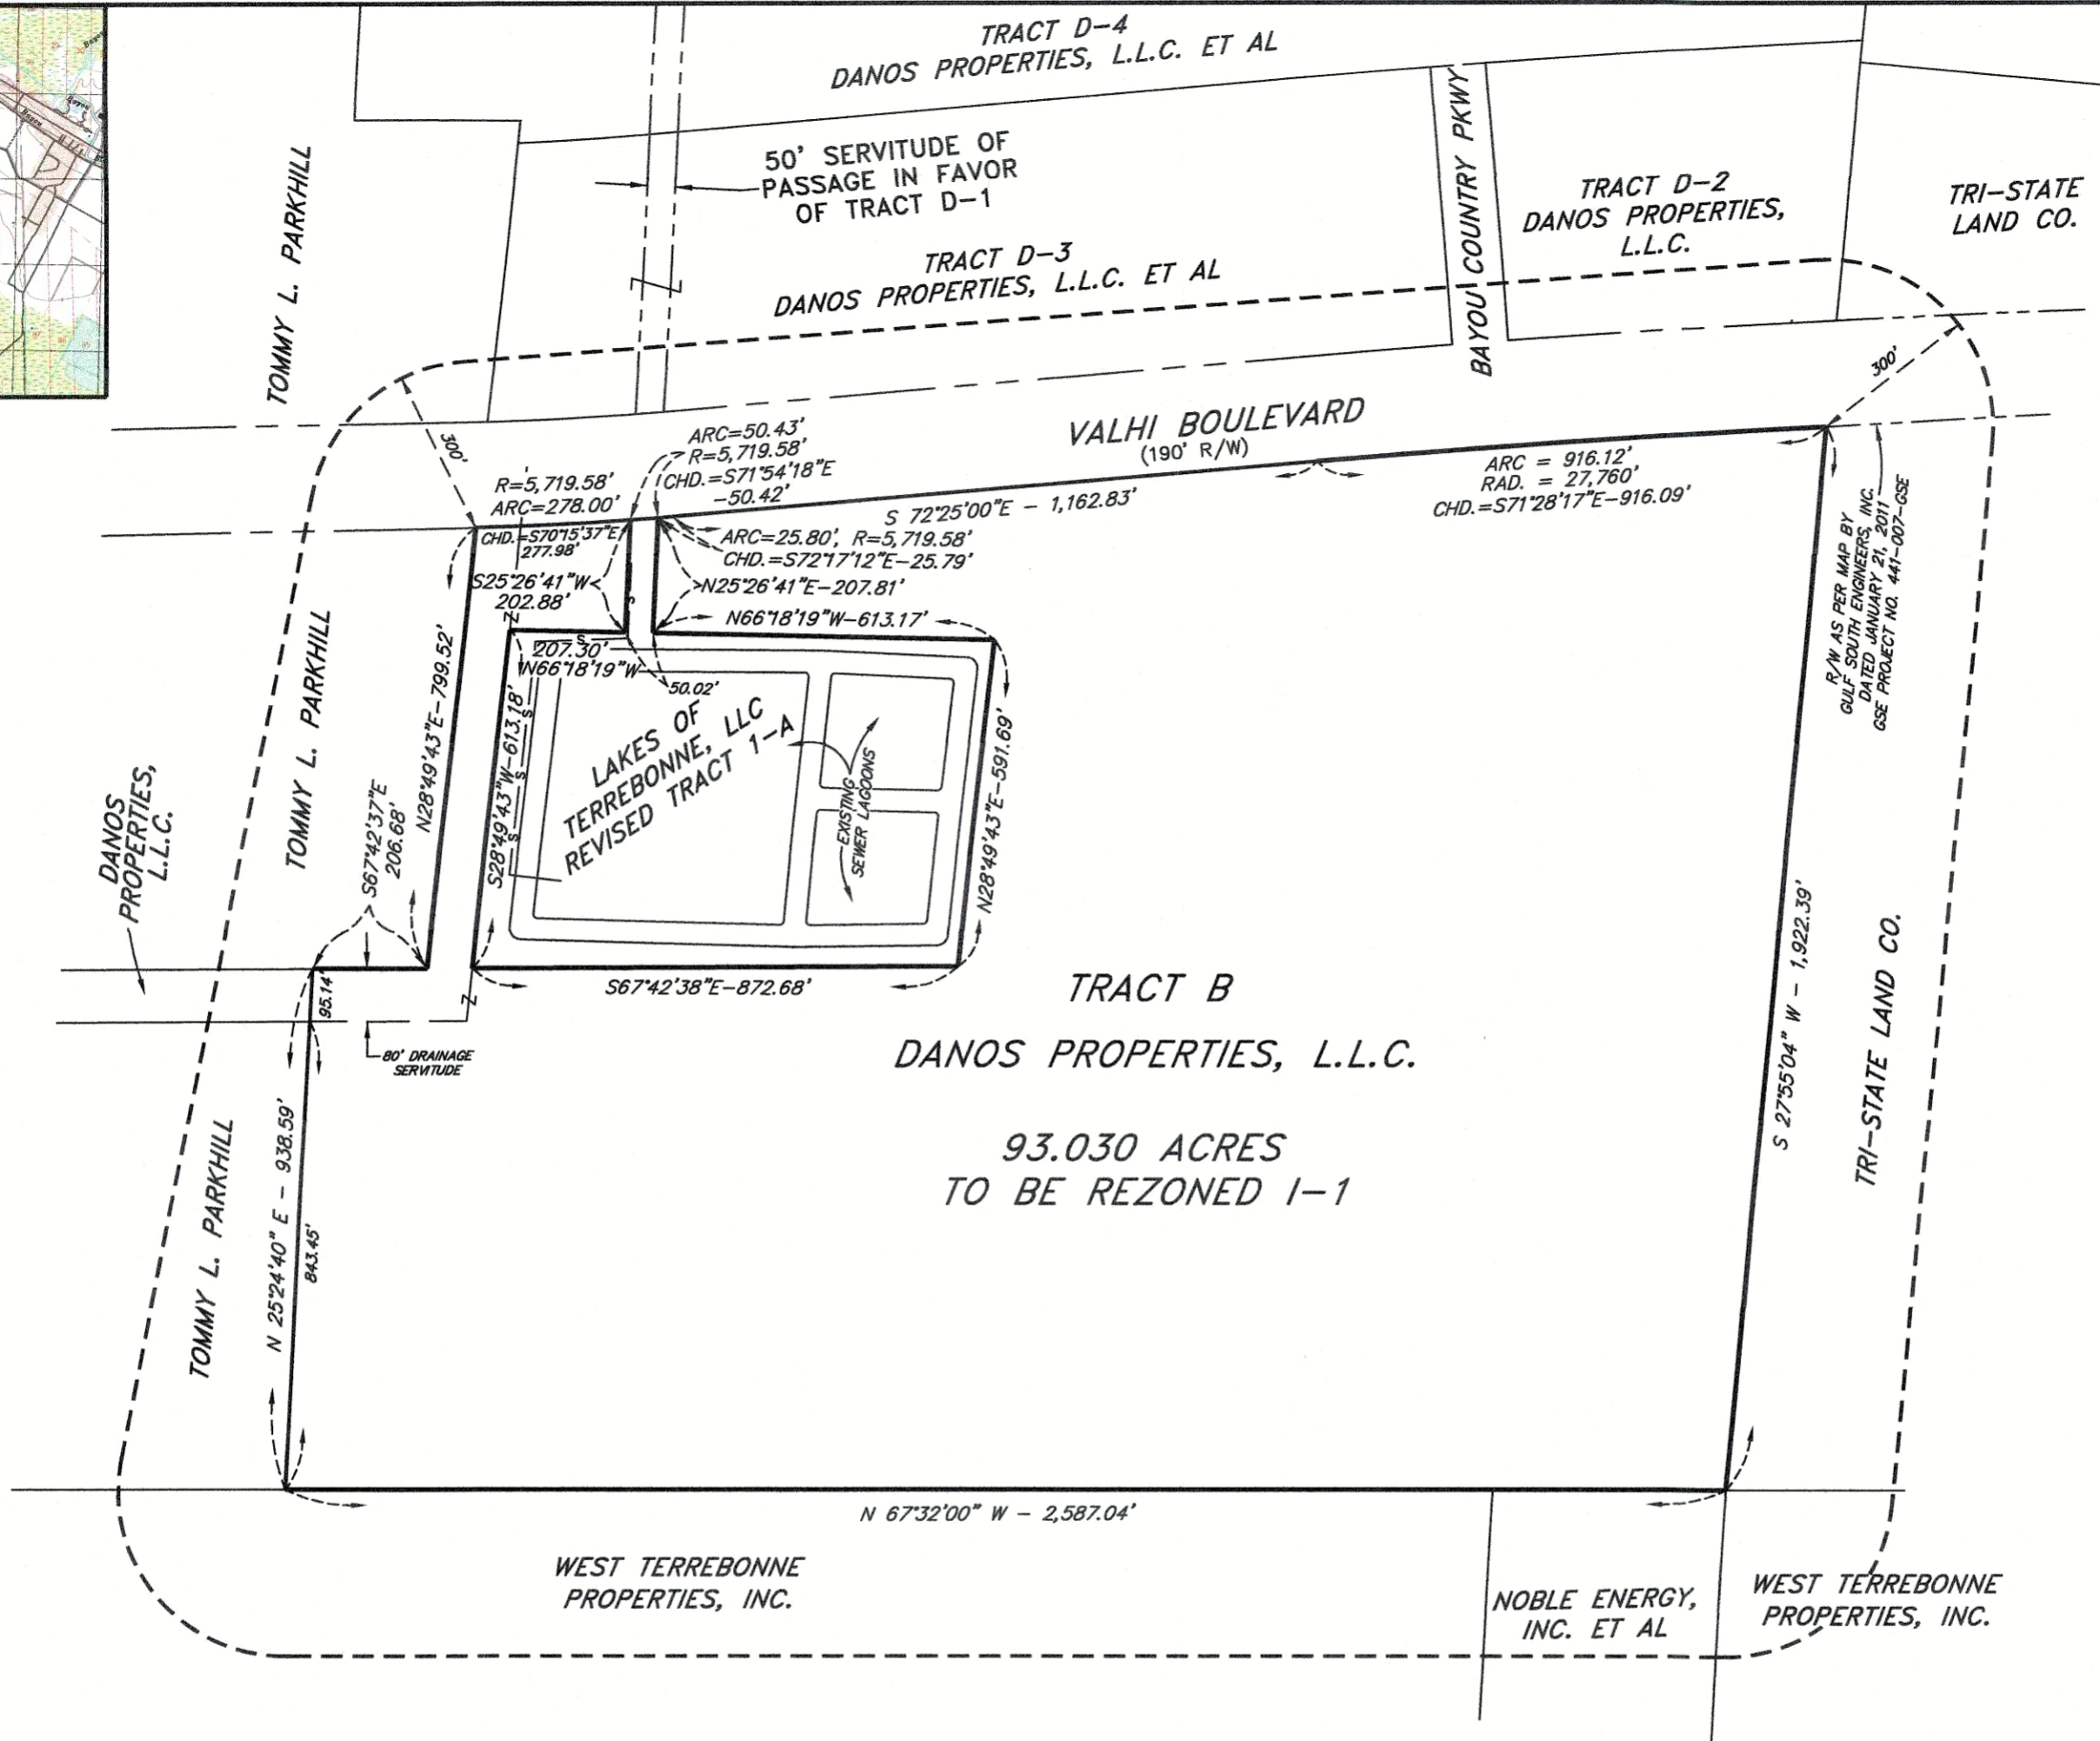 TRACT D-4
DANOS PROPERTIES, L.L.C. ET AL
50' SERVITUDE OF
PASSAGE IN FAVOR
OF TRACT D-1
TRACT D-3
DANOS PROPERTIES, L.L.C. ET AL
BAYOU COUNTRY PKWY
TRACT D-2
DANOS PROPERTIES,
L.L.C.
TRI-STATE
LAND CO.
TOMMY L. PARKHILL
300'
300'
VALHI BOULEVARD
(190' R/W)
ARC=50.43'
R=5,719.58'
CHD.=S71°54'18"E
-50.42'
R=5,719.58'
ARC=278.00'
CHD.=S70°15'37"E
277.98'
S 72°25'00"E - 1,162.83'
ARC = 916.12'
RAD. = 27,760'
CHD.=S71°28'17"E-916.09'
ARC=25.80', R=5,719.58'
CHD.=S72°17'12"E-25.79'
S25°26'41"W
202.88'
N25°26'41"E-207.81'
N66°18'19"W-613.17'
207.30'
N66°18'19"W
50.02'
R/W AS PER MAP BY
GULF SOUTH ENGINEERS, INC.
DATED JANUARY 21, 2011
GSE PROJECT NO. 441-007-GSE
TOMMY L. PARKHILL
N28°49'43"E-799.52'
S28°49'43"W-613.18'
S
S
S
S
S
LAKES OF
TERREBONNE, LLC
REVISED TRACT 1-A
EXISTING
SEWER LAGOONS
N28°49'43"E-591.69'
DANOS
PROPERTIES,
L.L.C.
S67°42'37"E
206.68'
S67°42'38"E-872.68'
95.14'
80' DRAINAGE
SERVITUDE
TRACT B
DANOS PROPERTIES, L.L.C.
93.030 ACRES
TO BE REZONED I-1
S 27°55'04" W - 1,922.39'
TRI-STATE LAND CO.
TOMMY L. PARKHILL
N 25°24'40" E - 938.59'
843.45'
N 67°32'00" W - 2,587.04'
WEST TERREBONNE
PROPERTIES, INC.
NOBLE ENERGY,
INC. ET AL
WEST TERREBONNE
PROPERTIES, INC.